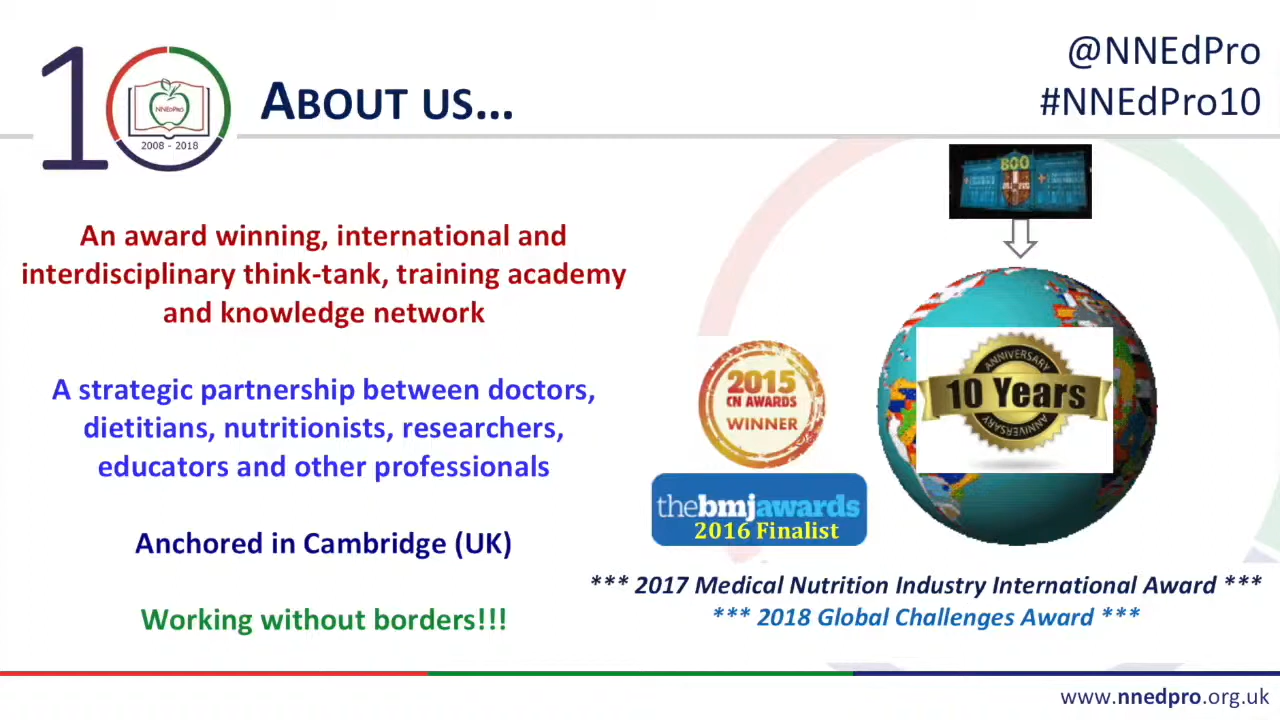 10
NNEdPro
2008 - 2018
ABOUT US...
@NNEdPro
#NNEdPro10
An award winning, international and
interdisciplinary think-tank, training academy
and knowledge network
A strategic partnership between doctors,
dietitians, nutritionists, researchers,
educators and other professionals
Anchored in Cambridge (UK)
Working without borders!!!
800
ANNIVERSARY
10 Years
ANNIVERSARY
2015
CN AWARDS
WINNER
thebmjawards
2016 Finalist
*** 2017 Medical Nutrition Industry International Award ***
*** 2018 Global Challenges Award ***
www.nnedpro.org.uk